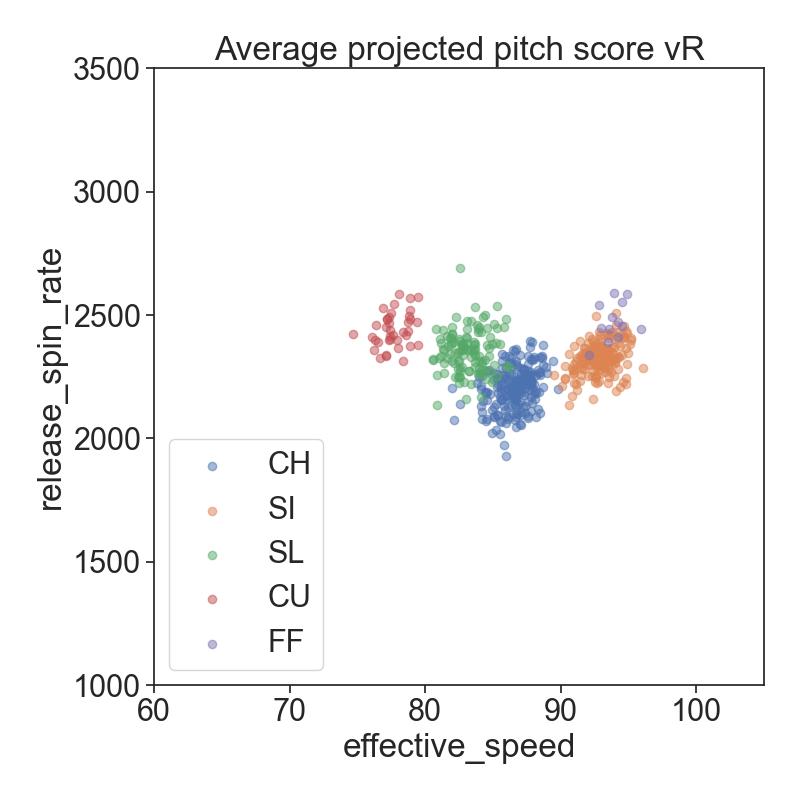 Average projected pitch score vR
3500
3000
2500
2000
1500
1000
release_spin_rate
CH
SI
SL
CU
FF
60 70 80 90 100
effective_speed